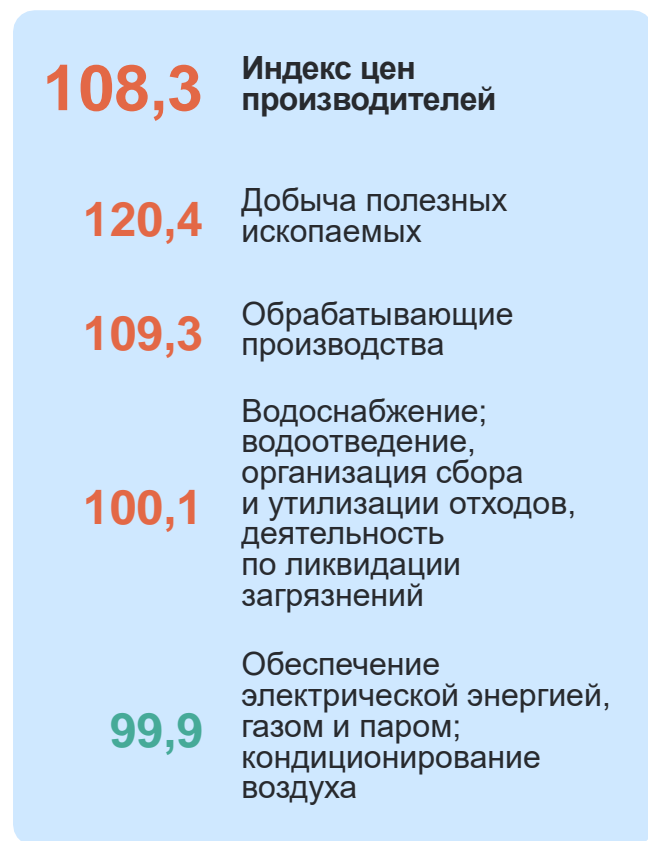 108,3
Индекс цен
производителей
120,4
Добыча полезных
ископаемых
109,3
Обрабатывающие
производства
100,1
Водоснабжение;
водоотведение,
организация сбора
и утилизации отходов,
деятельность
по ликвидации
загрязнений
99,9
Обеспечение
электрической энергией,
газом и паром;
кондиционирование
воздуха